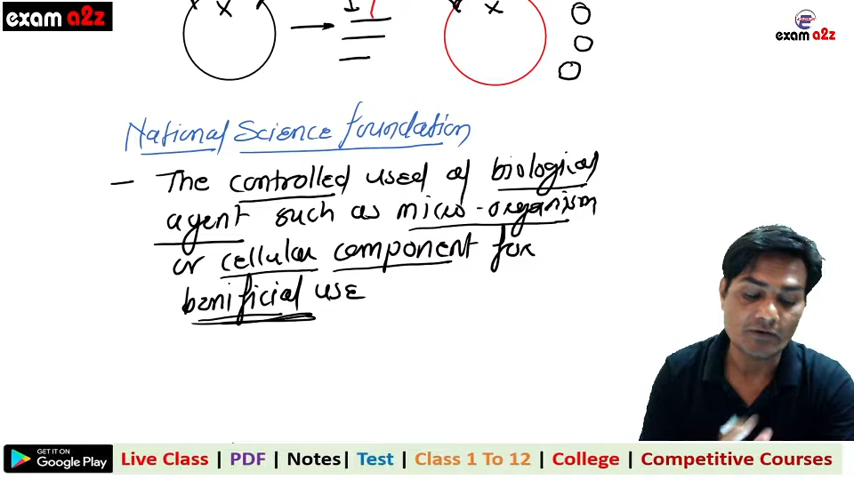 exam a2z
exam a2z
National Science foundation
- The controlled used of biological
agent such as micro-organism
or cellular component for
benificial use
GET IT ON
Google Play
Live Class | PDF | Notes| Test | Class 1 To 12 | College | Competitive Courses